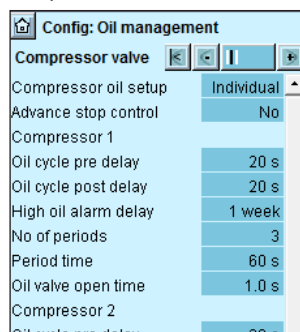 Config: Oil management
Compressor valve
Compressor oil setup Individual
Advance stop control No
Compressor 1
Oil cycle pre delay 20 s
Oil cycle post delay 20 s
High oil alarm delay 1 week
No of periods 3
Period time 60 s
Oil valve open time 1.0 s
Compressor 2